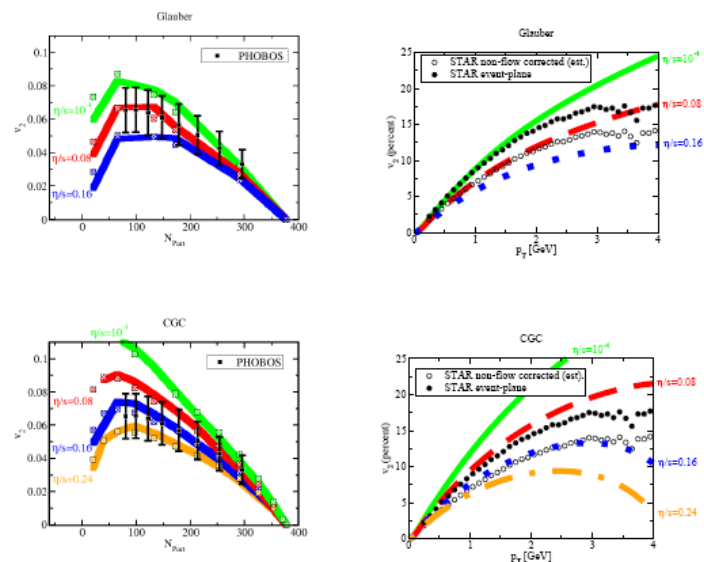 Glauber
PHOBOS
0.1
0.08
0.06
0.04
0.02
0
v2
η/s=10-4
η/s=0.08
η/s=0.16
0 100 200 300 400
NPart
Glauber
STAR non-flow corrected (est.)
STAR event-plane
25
20
15
10
5
0
v2 (percent)
η/s=10-4
η/s=0.08
η/s=0.16
0 1 2 3 4
pT [GeV]
CGC
η/s=10-4
PHOBOS
0.1
0.08
0.06
0.04
0.02
0
v2
η/s=0.08
η/s=0.16
η/s=0.24
0 100 200 300 400
NPart
CGC
η/s=10-4
STAR non-flow corrected (est.)
STAR event-plane
25
20
15
10
5
0
v2 (percent)
η/s=0.08
η/s=0.16
η/s=0.24
0 1 2 3 4
pT [GeV]